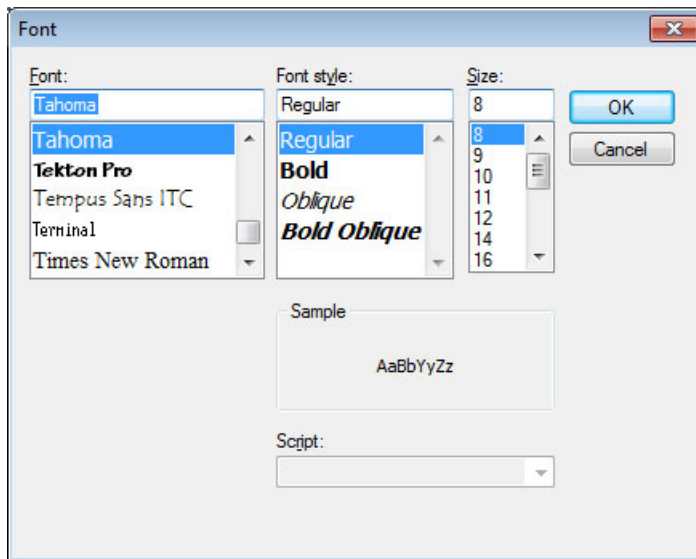 Font
Font: Font style: Size:
Tahoma Regular 8 OK
Tahoma Regular 8 Cancel
Tekton Pro Bold 9
Tempus Sans ITC Oblique 10
Terminal Bold Oblique 11
Times New Roman 12
14
16
Sample
AaBbYyZz
Script: